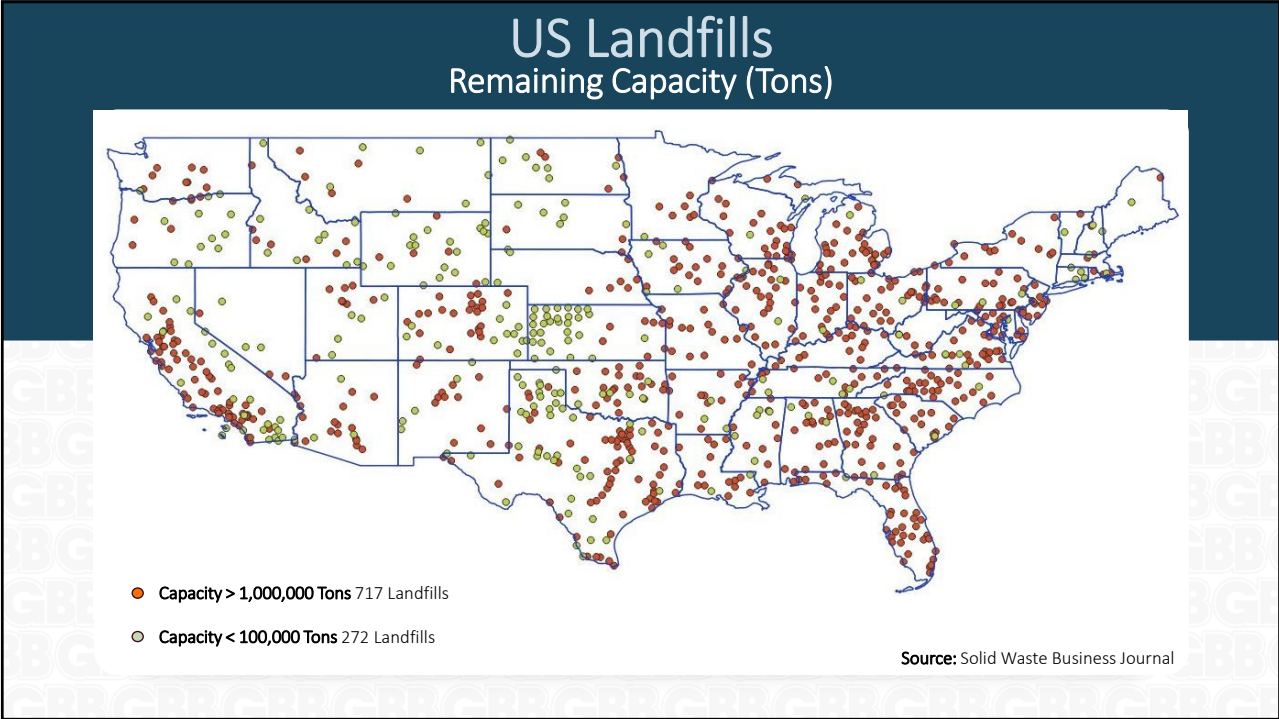 US Landfills
Remaining Capacity (Tons)
Capacity > 1,000,000 Tons 717 Landfills
Capacity < 100,000 Tons 272 Landfills
Source: Solid Waste Business Journal
GBB